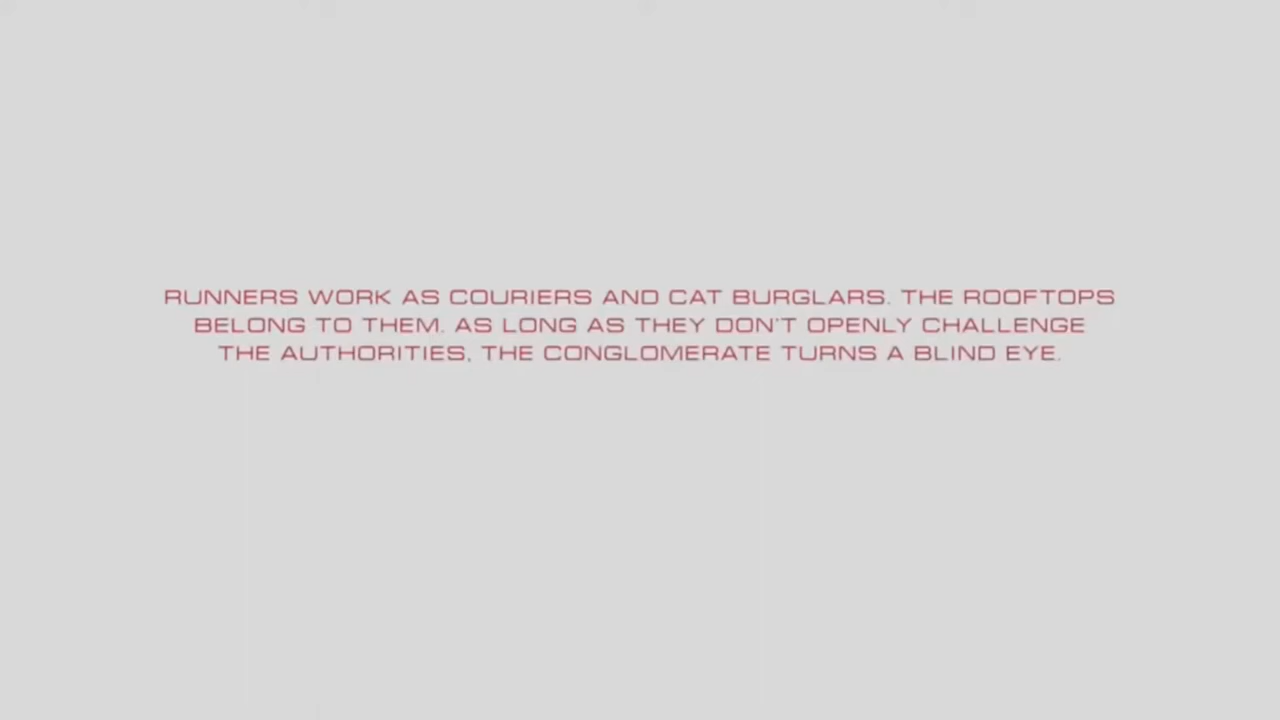 RUNNERS WORK AS COURIERS AND CAT BURGLARS. THE ROOFTOPS
BELONG TO THEM. AS LONG AS THEY DON'T OPENLY CHALLENGE
THE AUTHORITIES, THE CONGLOMERATE TURNS A BLIND EYE.